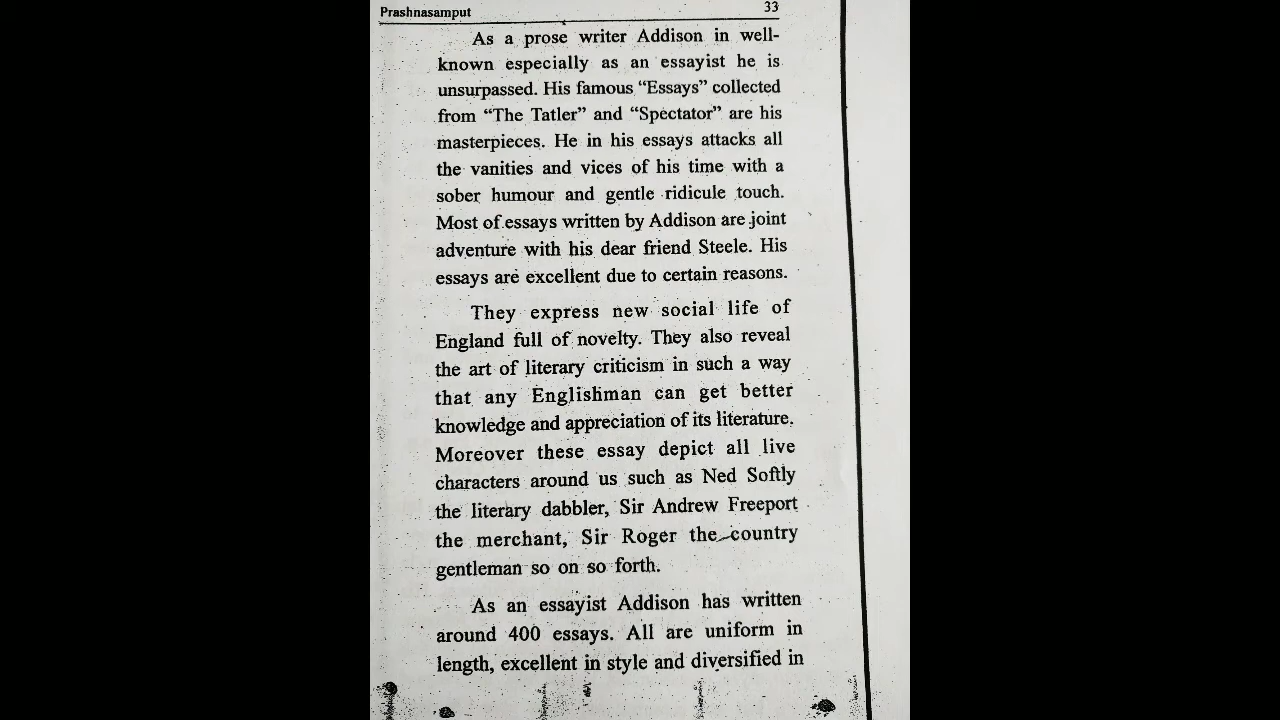 Prashnasamput 33
As a prose writer Addison in well-
known especially as an essayist he is
unsurpassed. His famous “Essays” collected
from “The Tatler” and “Spectator” are his
masterpieces. He in his essays attacks all
the vanities and vices of his time with a
sober humour and gentle ridicule touch.
Most of essays written by Addison are joint
adventure with his dear friend Steele. His
essays are excellent due to certain reasons.
They express new social life of
England full of novelty. They also reveal
the art of literary criticism in such a way
that any Englishman can get better
knowledge and appreciation of its literature.
Moreover these essay depict all live
characters around us such as Ned Softly
the literary dabbler, Sir Andrew Freeport
the merchant, Sir Roger the country
gentleman so on so forth.
As an essayist Addison has written
around 400 essays. All are uniform in
length, excellent in style and diversified in